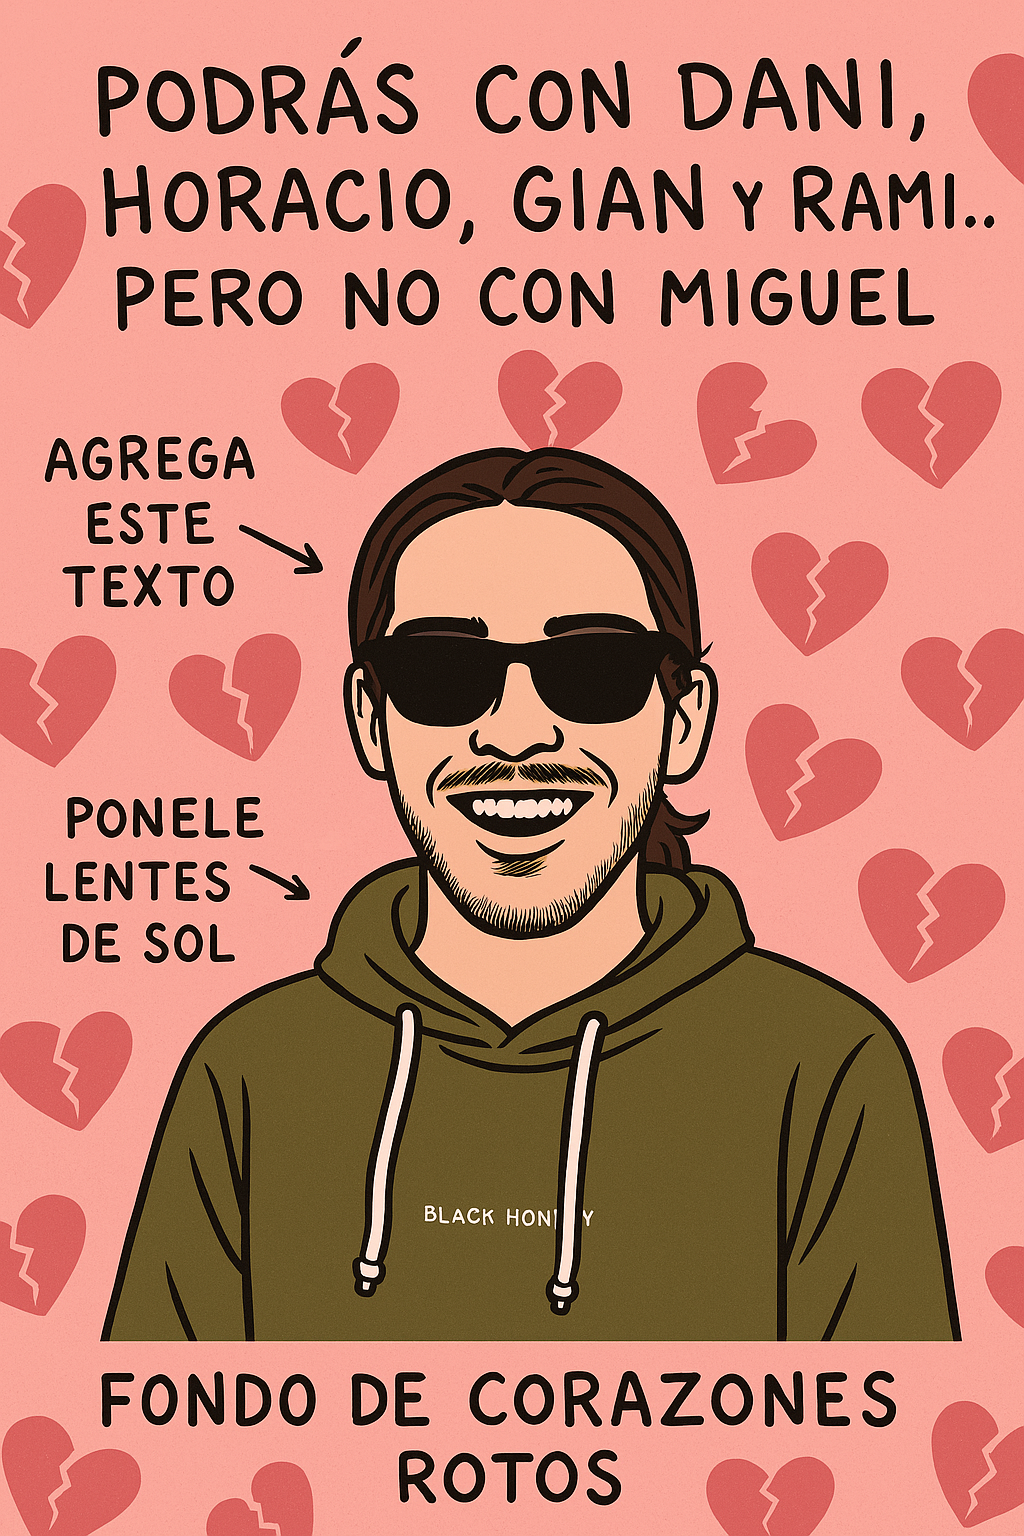 PODRÁS CON DANI,
HORACIO, GIAN Y RAMI..
PERO NO CON MIGUEL
AGREGA
ESTE
TEXTO
PONELE
LENTES
DE SOL
BLACK
FONDO DE CORAZONES
ROTOS